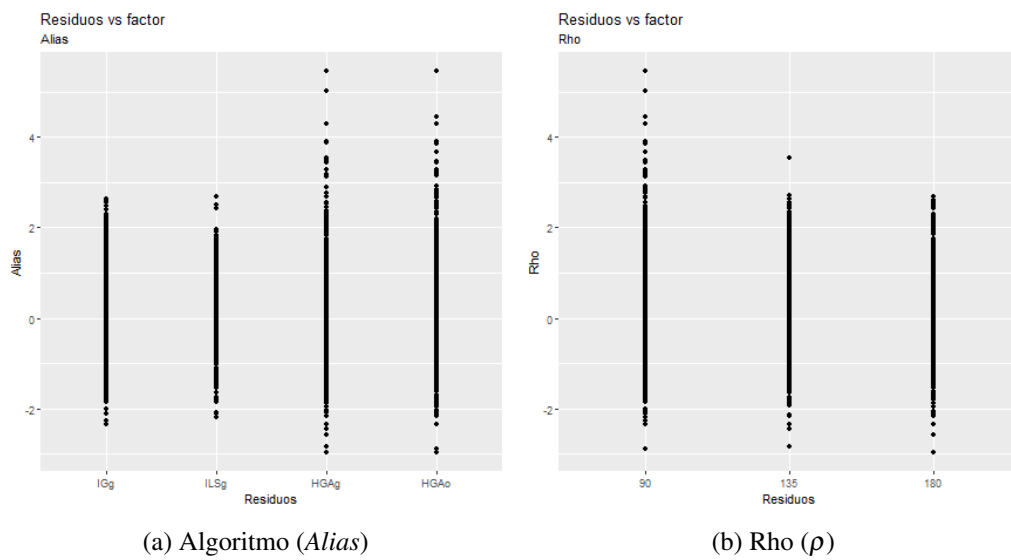 Residuos vs factor
Alias
4
2
0
-2
Alias
IGg ILSg HGAg HGAo
Residuos
(a) Algoritmo (Alias)
Residuos vs factor
Rho
4
2
0
-2
Rho
90 135 180
Residuos
(b) Rho (ρ)